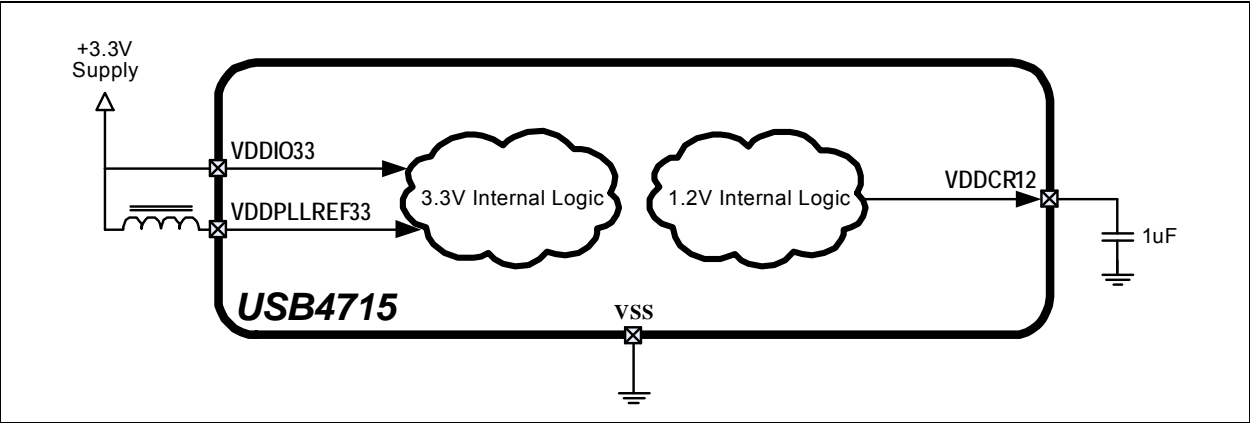 +3.3V
Supply
VDDIO33
VDDPLLREF33
3.3V Internal Logic
1.2V Internal Logic
VDDCR12
1uF
USB4715
VSS